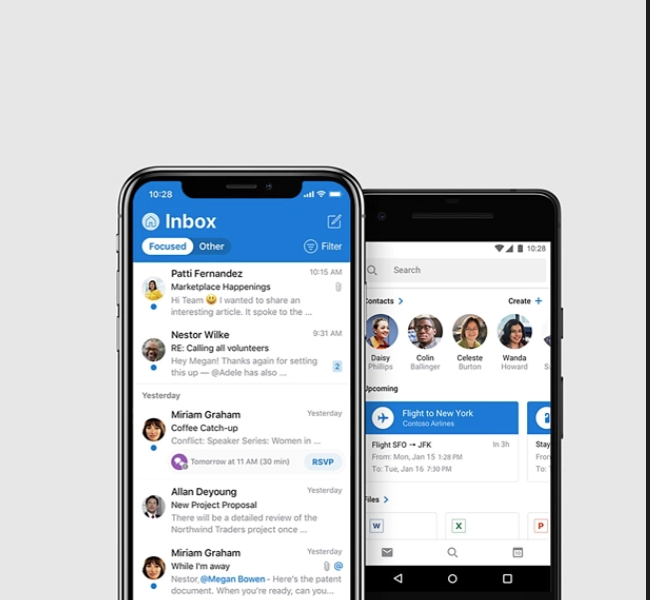 10:28
Inbox
Focused Other Filter
Patti Fernandez 10:15 AM
Marketplace Happenings
Hi Team 😃 I wanted to share an
interesting article. It spoke to the ...
Nestor Wilke 9:31 AM
RE: Calling all volunteers
Hey Megan! Thanks again for setting
this up — @Adele has also ... 2
Yesterday
Miriam Graham Yesterday
Coffee Catch-up
Conflict: Speaker Series: Women in ...
Tomorrow at 11 AM (30 min) RSVP
Allan Deyoung Yesterday
New Project Proposal
There will be a detailed review of the
Northwind Traders project once ...
Miriam Graham Yesterday
While I'm away @
Nestor, @Megan Bowen - Here's the patent
document. When you're ready, can you...
10:28
Search
Contacts Create +
Daisy Colin Celeste Wanda
Phillips Ballinger Burton Howard S
Upcoming
Flight to New York
Contoso Airlines
Flight SFO → JFK In 3h Stay
From: Mon, Jan 15 1:28 PM From
To: Tue, Jan 16 7:30 PM To: T
Files
W X P